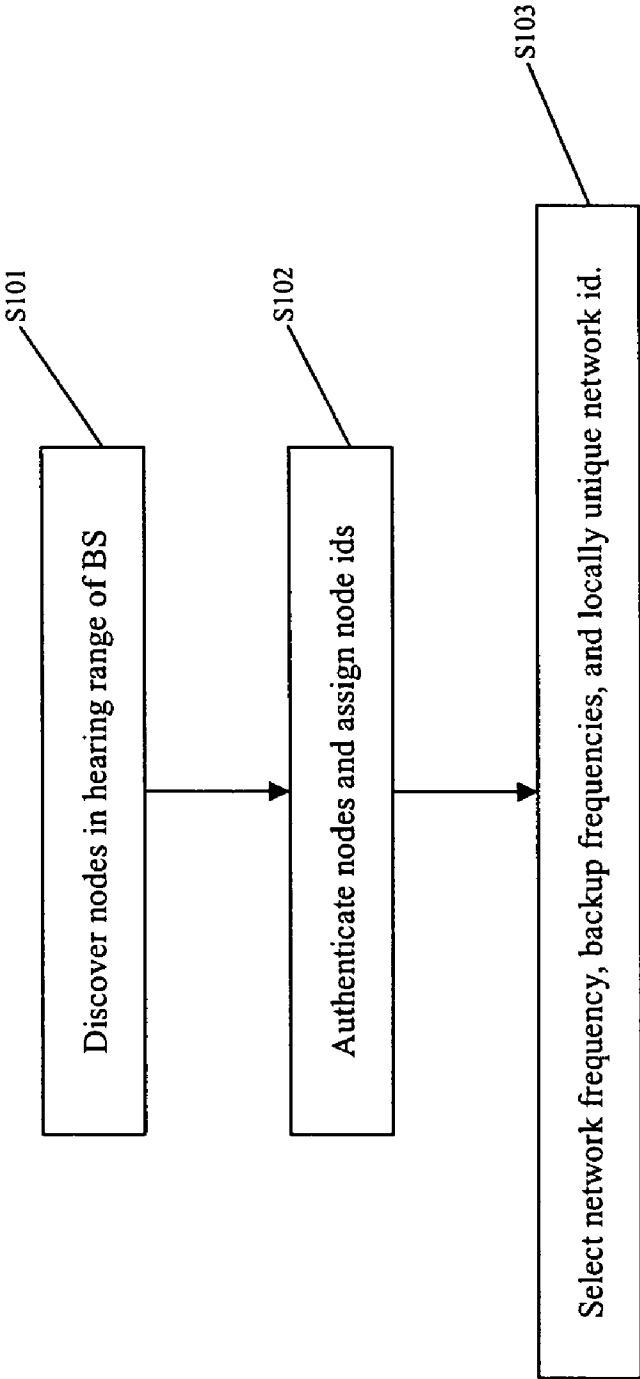 S101
Discover nodes in hearing range of BS
S102
Authenticate nodes and assign node ids
S103
Select network frequency, backup frequencies, and locally unique network id.